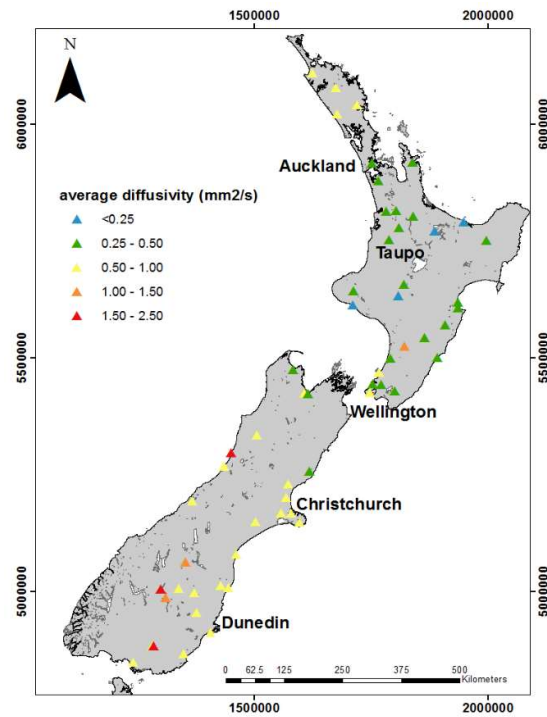 1500000 2000000
N
6000000 6000000
Auckland
average diffusivity (mm2/s)
<0.25
0.25 - 0.50
0.50 - 1.00
1.00 - 1.50
1.50 - 2.50
Taupo
5500000 5500000
Wellington
Christchurch
5000000 5000000
Dunedin
0 62.5 125 250 375 500
Kilometers
1500000 2000000